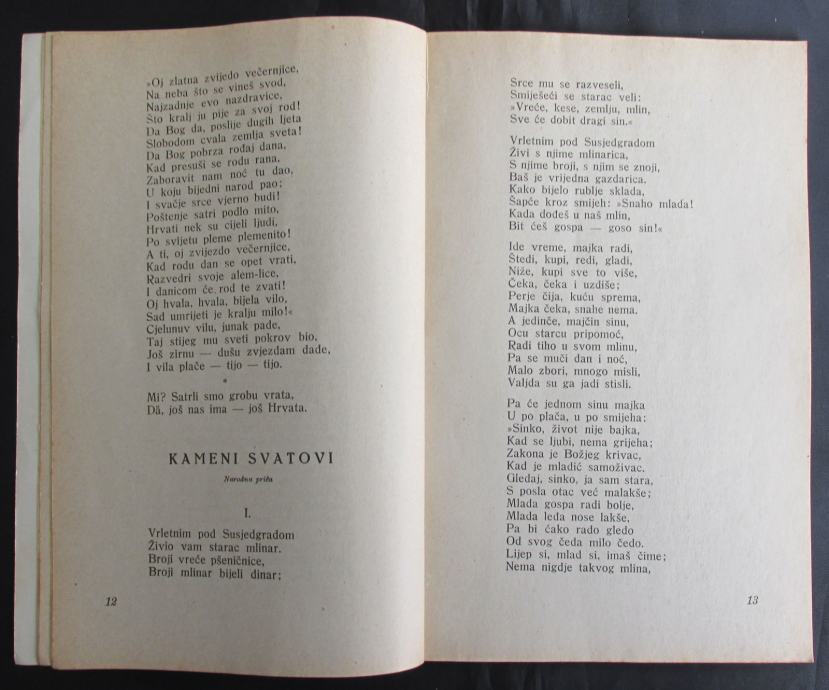 »Oj zlatna zvijedo večernjice,
Na neba što se vineš svod,
Najzadnje evo nazdravice,
Što kralj ju pije za svoj rod!
Da Bog da, poslije dugih ljeta
Slobodom cvala zemlja sveta!
Da Bog pobrza rođaj dana,
Kad presuši se rodu rana,
Zaboravit nam noć tu dao,
U koju bijedni narod pao;
I svačje srce vjerno budi!
Poštenje satri podlo mito,
Hrvati nek su cijeli ljudi,
Po svijetu pleme plemenito!
A ti, oj zvijezdo večernjice,
Kad rodu dan se opet vrati,
Razvedri svoje alem-lice,
I danicom će rod te zvati!
Oj hvala, hvala, bijela vilo,
Sad umrijeti je kralju milo!«
Cjelunuv vilu, junak pade,
Taj stijeg mu sveti pokrov bio,
Još zirnu — dušu zvjezdam dade,
I vila plače — tijo — tijo.
*
Mi? Satrli smo grobu vrata,
Dâ, još nas ima — još Hrvata.
KAMENI SVATOVI
Narodna priča
I.
Vrletnim pod Susjedgradom
Živio vam starac mlinar.
Broji vreće pšeničnice,
Broji mlinar bijeli dinar;
12
Srce mu se razveseli,
Smiješeći se starac veli:
»Vreće, kese, zemlju, mlin,
Sve će dobit dragi sin.«
Vrletnim pod Susjedgradom
Živi s njime mlinarica,
S njime broji, s njim se znoji,
Baš je vrijedna gazdarica,
Kako bijelo rublje sklada,
Šapće kroz smijeh: »Snaho mlada!
Kada dođeš u naš mlin,
Bit ćeš gospa — goso sin!«
Ide vreme, majka radi,
Štedi, kupi, redi, gladi,
Niže, kupi sve to više,
Čeka, čeka i uzdiše;
Perje čija, kuću sprema,
Majka čeka, snahe nema.
A jedinče, majčin sinu,
Ocu starcu pripomoć,
Radi tiho u svom mlinu,
Pa se muči dan i noć,
Malo zbori, mnogo misli,
Valjda su ga jadi stisli.
Pa će jednom sinu majka
U po plača, u po smijeha:
»Sinko, život nije bajka,
Kad se ljubi, nema grijeha;
Zakona je Božjeg krivac,
Kad je mladić samoživac.
Gledaj, sinko, ja sam stara,
S posla otac već malakše;
Mlada gospa radi bolje,
Mlada leđa nose lakše,
Pa bi ćako rado gledo
Od svog čeda milo čedo.
Lijep si, mlad si, imaš čime;
Nema nigdje takvog mlina,
13